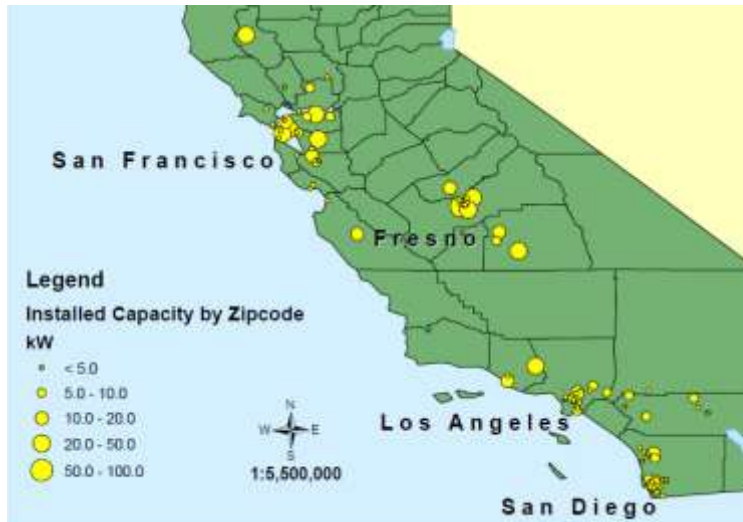 San Francisco
Fresno
Legend
Installed Capacity by Zipcode
kW
< 5.0
5.0 - 10.0
10.0 - 20.0
20.0 - 50.0
50.0 - 100.0
N
W E
S
1:5,500,000
Los Angeles
San Diego